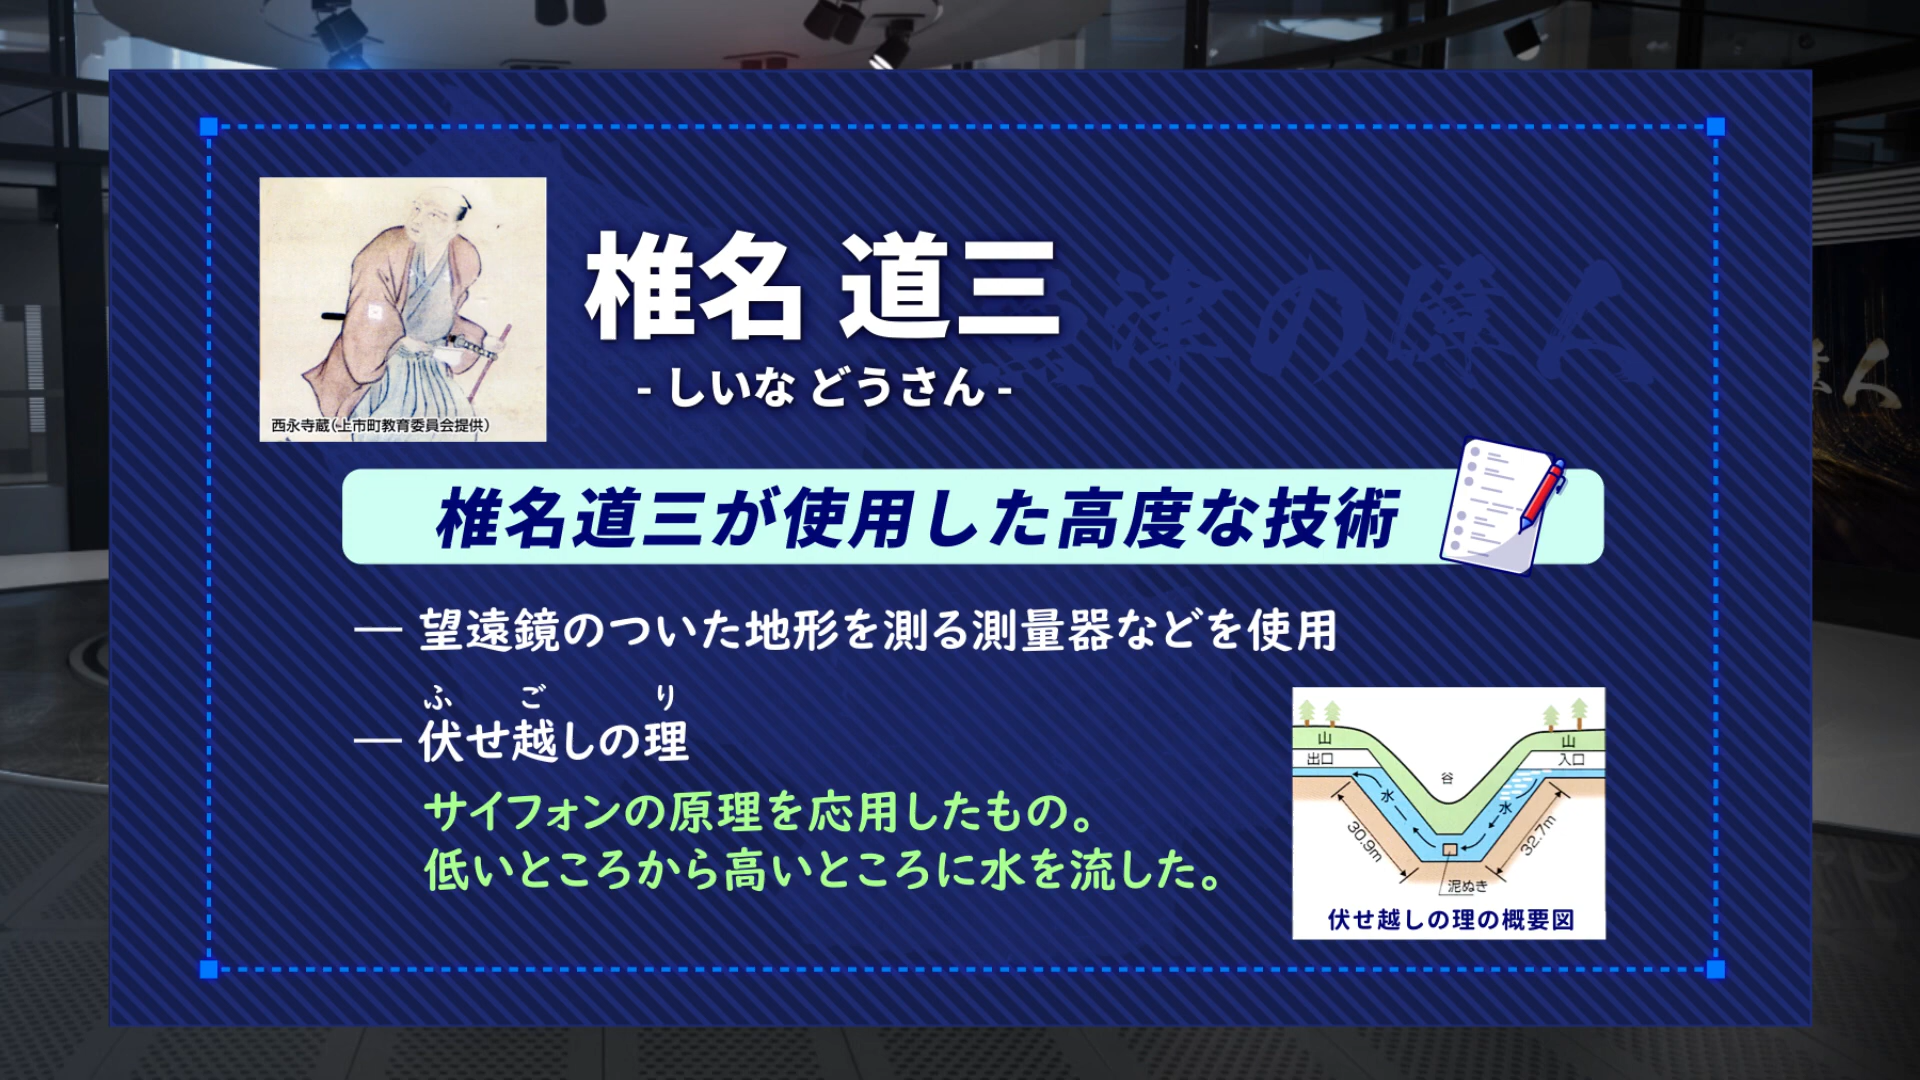 椎名 道三
- しいな どうさん -
西永寺蔵(上市町教育委員会提供)
津の偉人
人
椎名道三が使用した高度な技術
― 望遠鏡のついた地形を測る測量器などを使用
ふ ご り
― 伏せ越しの理
サイフォンの原理を応用したもの。
低いところから高いところに水を流した。
山
山
出口
入口
谷
水
水
30.9m
32.7m
泥ぬき
伏せ越しの理の概要図